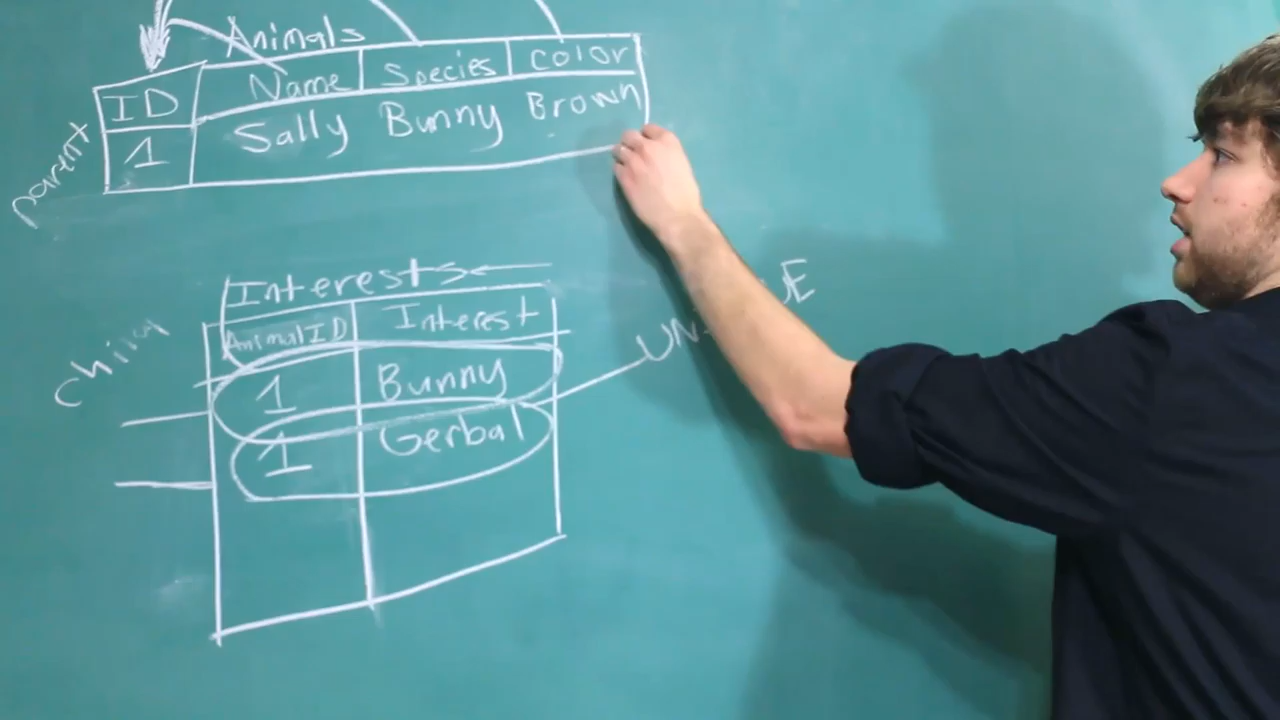 Animals
ID Name Species Color
1 Sally Bunny Brown
parent
Interests
AnimalID Interest
1 Bunny
1 Gerbal
child